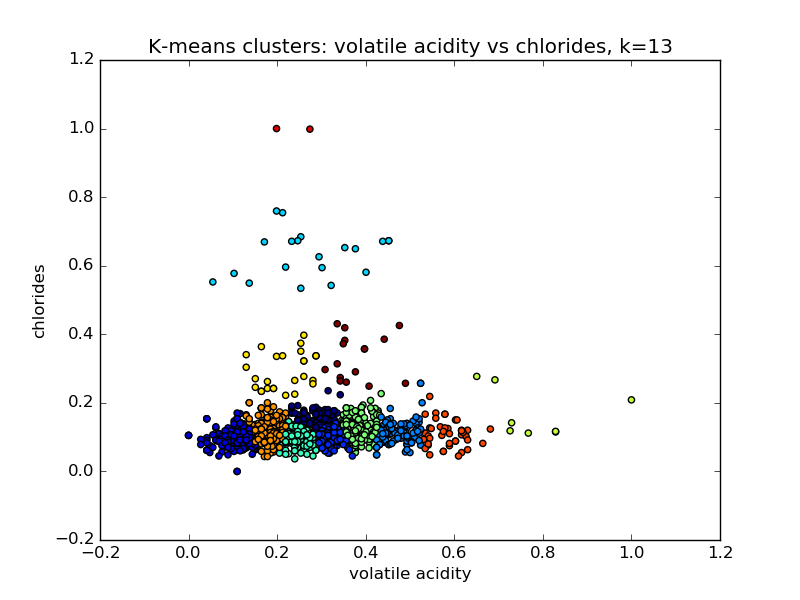 K-means clusters: volatile acidity vs chlorides, k=13
1.2
1.0
0.8
0.6
0.4
0.2
0.0
−0.2
chlorides
−0.2 0.0 0.2 0.4 0.6 0.8 1.0 1.2
volatile acidity